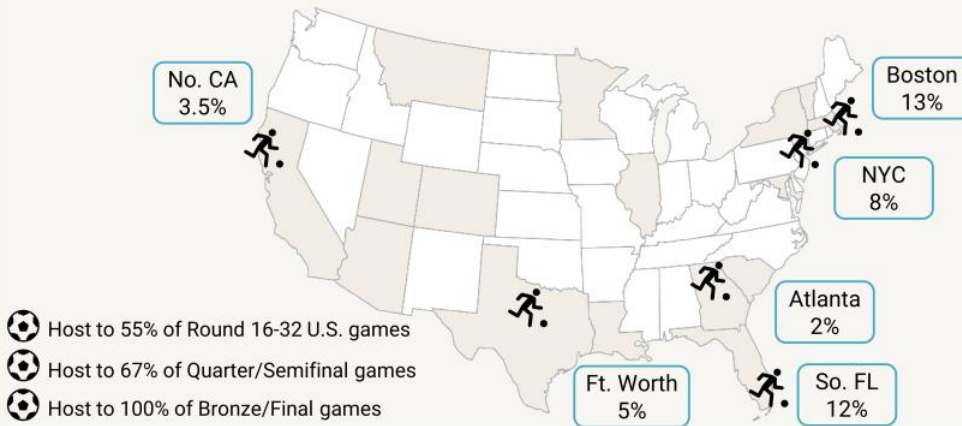 No. CA
3.5%
Boston
13%
NYC
8%
Atlanta
2%
Ft. Worth
5%
So. FL
12%
Host to 55% of Round 16-32 U.S. games
Host to 67% of Quarter/Semifinal games
Host to 100% of Bronze/Final games